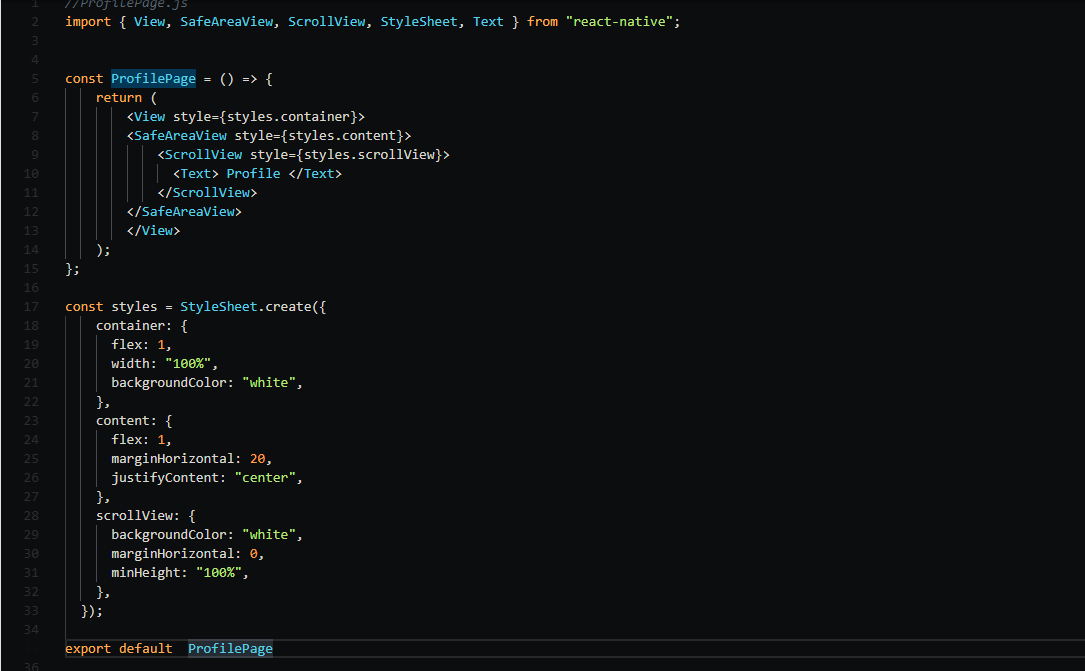 1 //ProfilePage.js
2 import { View, SafeAreaView, ScrollView, StyleSheet, Text } from "react-native";
3
4
5 const ProfilePage = () => {
6 return (
7 <View style={styles.container}>
8 <SafeAreaView style={styles.content}>
9 <ScrollView style={styles.scrollView}>
10 <Text> Profile </Text>
11 </ScrollView>
12 </SafeAreaView>
13 </View>
14 );
15 };
16
17 const styles = StyleSheet.create({
18 container: {
19 flex: 1,
20 width: "100%",
21 backgroundColor: "white",
22 },
23 content: {
24 flex: 1,
25 marginHorizontal: 20,
26 justifyContent: "center",
27 },
28 scrollView: {
29 backgroundColor: "white",
30 marginHorizontal: 0,
31 minHeight: "100%",
32 },
33 });
34
export default  ProfilePage
36